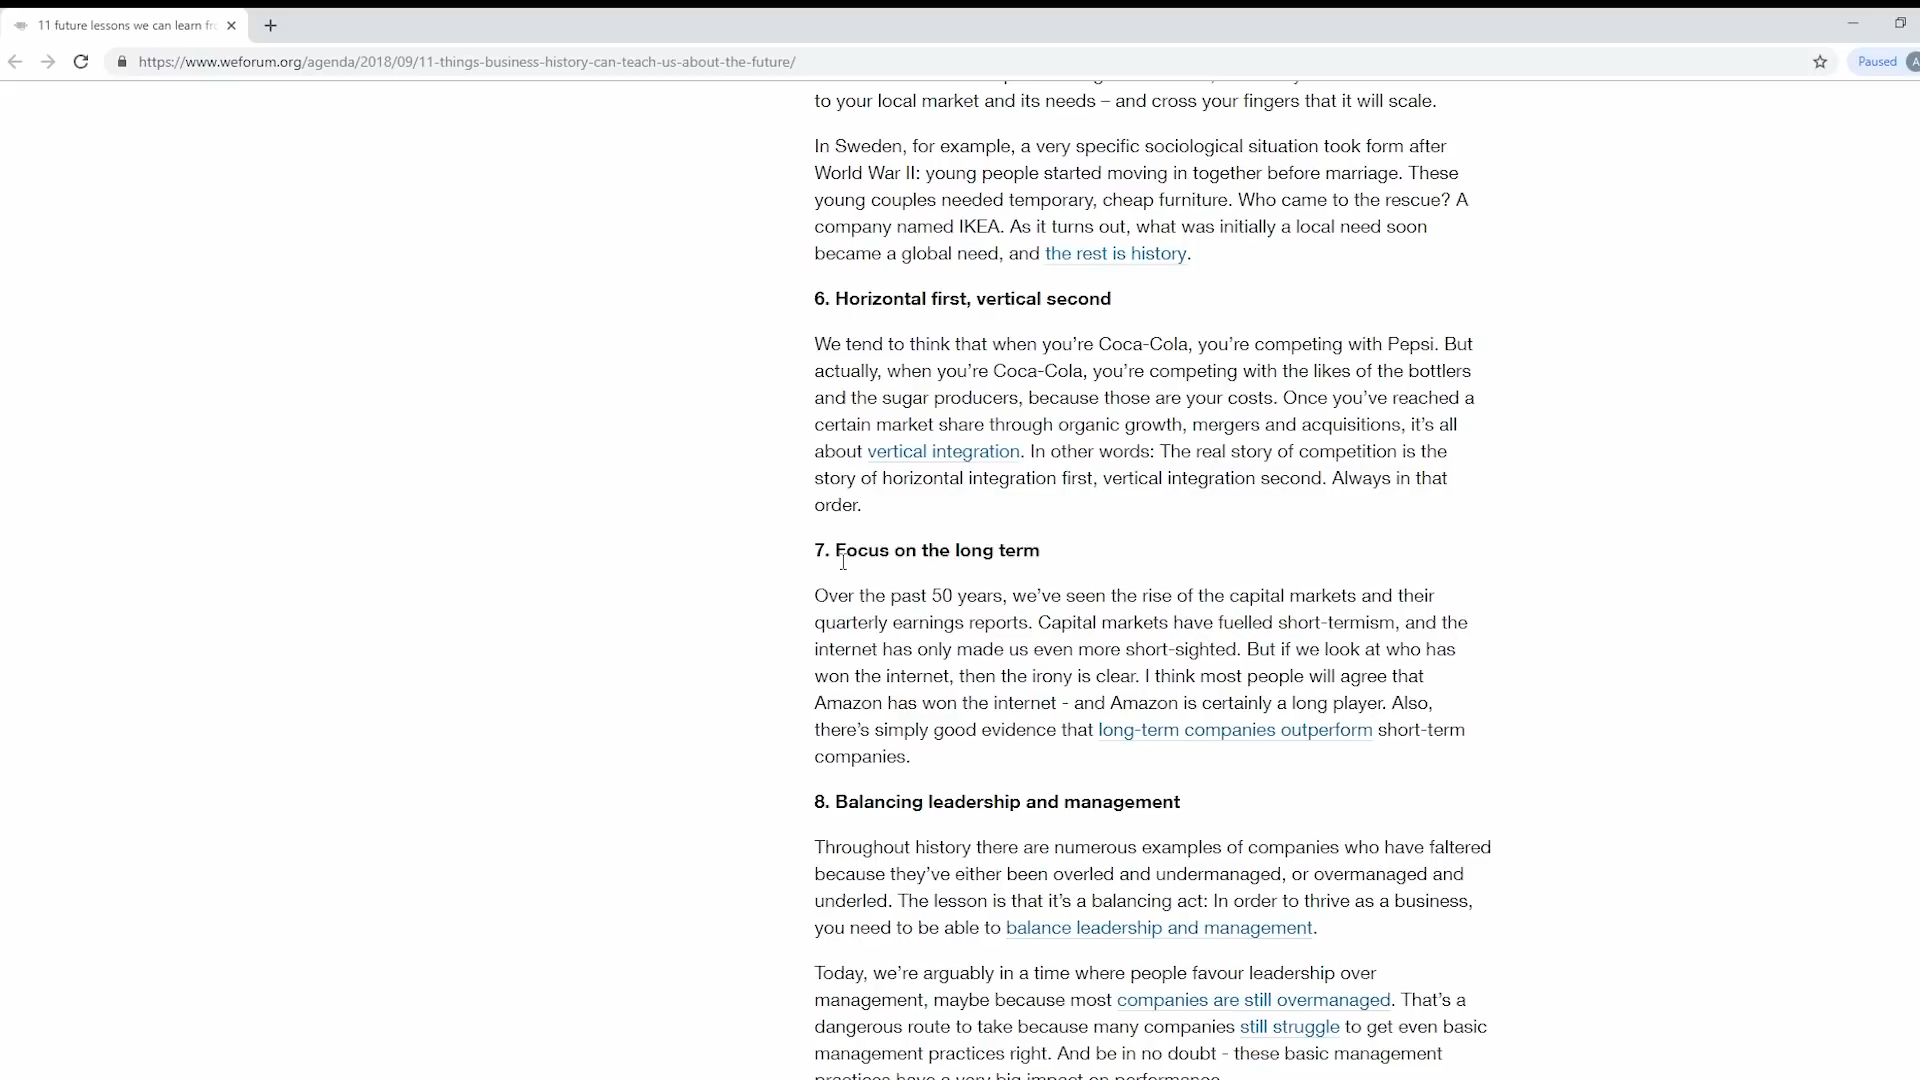 11 future lessons we can learn fr
https://www.weforum.org/agenda/2018/09/11-things-business-history-can-teach-us-about-the-future/
Paused
to your local market and its needs – and cross your fingers that it will scale.
In Sweden, for example, a very specific sociological situation took form after
World War II: young people started moving in together before marriage. These
young couples needed temporary, cheap furniture. Who came to the rescue? A
company named IKEA. As it turns out, what was initially a local need soon
became a global need, and the rest is history.
6. Horizontal first, vertical second
We tend to think that when you’re Coca-Cola, you’re competing with Pepsi. But
actually, when you’re Coca-Cola, you’re competing with the likes of the bottlers
and the sugar producers, because those are your costs. Once you’ve reached a
certain market share through organic growth, mergers and acquisitions, it’s all
about vertical integration. In other words: The real story of competition is the
story of horizontal integration first, vertical integration second. Always in that
order.
7. Focus on the long term
Over the past 50 years, we’ve seen the rise of the capital markets and their
quarterly earnings reports. Capital markets have fuelled short-termism, and the
internet has only made us even more short-sighted. But if we look at who has
won the internet, then the irony is clear. I think most people will agree that
Amazon has won the internet - and Amazon is certainly a long player. Also,
there’s simply good evidence that long-term companies outperform short-term
companies.
8. Balancing leadership and management
Throughout history there are numerous examples of companies who have faltered
because they’ve either been overled and undermanaged, or overmanaged and
underled. The lesson is that it’s a balancing act: In order to thrive as a business,
you need to be able to balance leadership and management.
Today, we’re arguably in a time where people favour leadership over
management, maybe because most companies are still overmanaged. That’s a
dangerous route to take because many companies still struggle to get even basic
management practices right. And be in no doubt - these basic management
practices have a very big impact on performance.